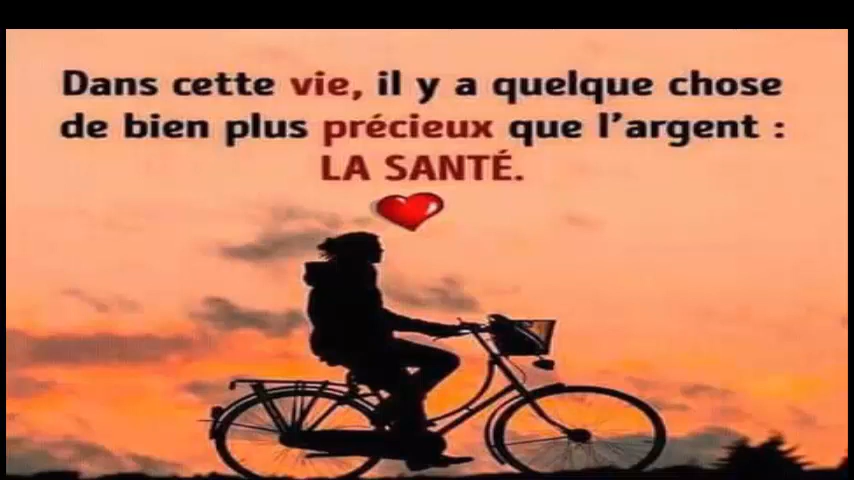 Dans cette vie, il y a quelque chose
de bien plus précieux que l'argent :
LA SANTÉ.